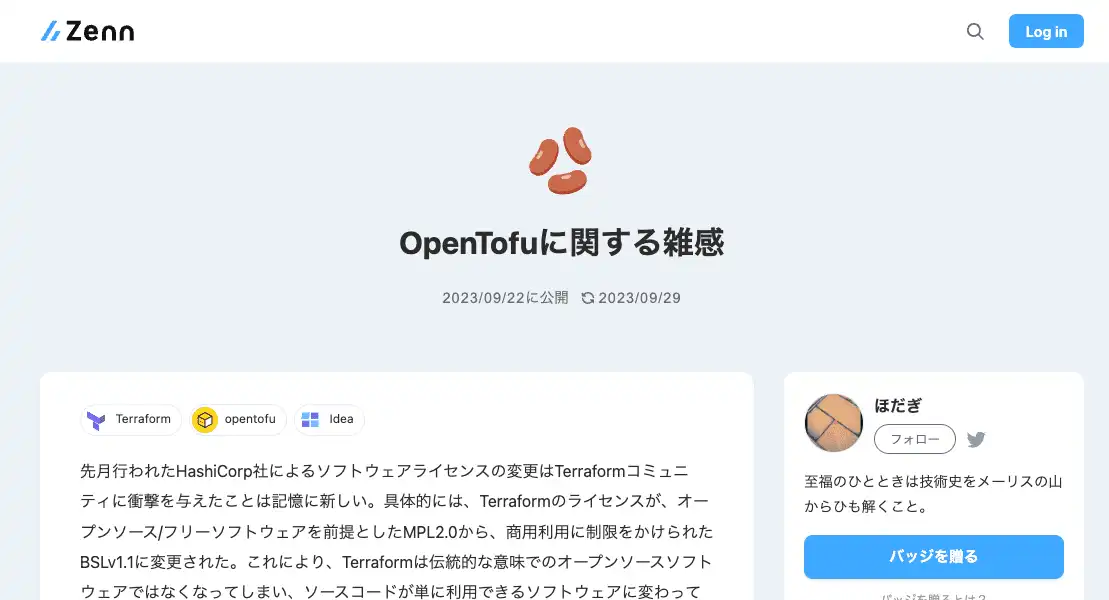 Zenn
Log in
OpenTofuに関する雑感
2023/09/22に公開 2023/09/29
Terraform opentofu Idea
先月行われたHashiCorp社によるソフトウェアライセンスの変更はTerraformコミュニ
ティに衝撃を与えたことは記憶に新しい。具体的には、Terraformのライセンスが、オー
プンソース/フリーソフトウェアを前提としたMPL2.0から、商用利用に制限をかけられた
BSLv1.1に変更された。これにより、Terraformは伝統的な意味でのオープンソースソフト
ウェアではなくなってしまい、ソースコードが単に利用できるソフトウェアに変わって
ほだぎ
フォロー
至福のひとときは技術史をメーリスの山
からひも解くこと。
バッジを贈る
バッジを贈るとは？